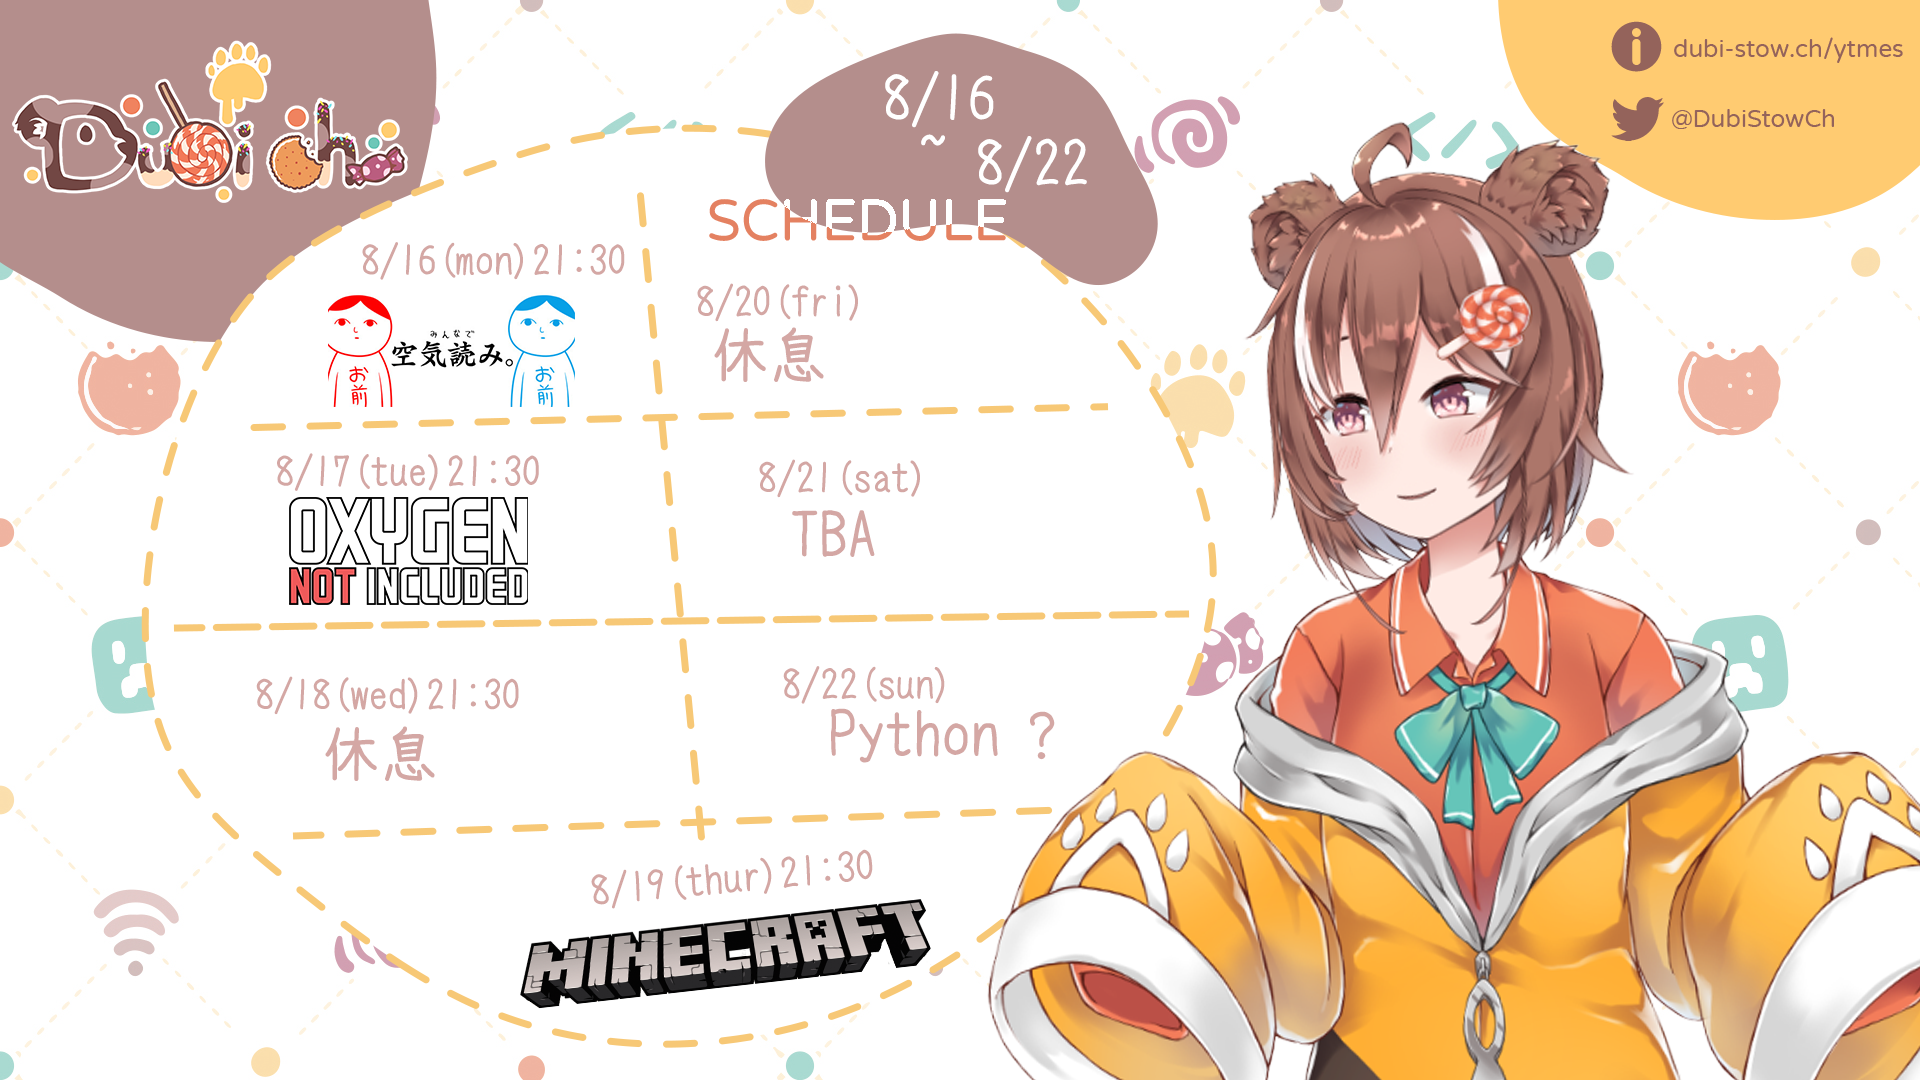 Dubi ch
8/16
~
8/22
SCHEDULE
dubi-stow.ch/ytmes
@DubiStowCh
8/16(mon)21:30
みんなで
空気読み。
お前
お前
8/17(tue)21:30
OXYGEN
NOT INCLUDED
8/18(wed)21:30
休息
8/19(thur)21:30
MINECRAFT
8/20(fri)
休息
8/21(sat)
TBA
8/22(sun)
Python ?